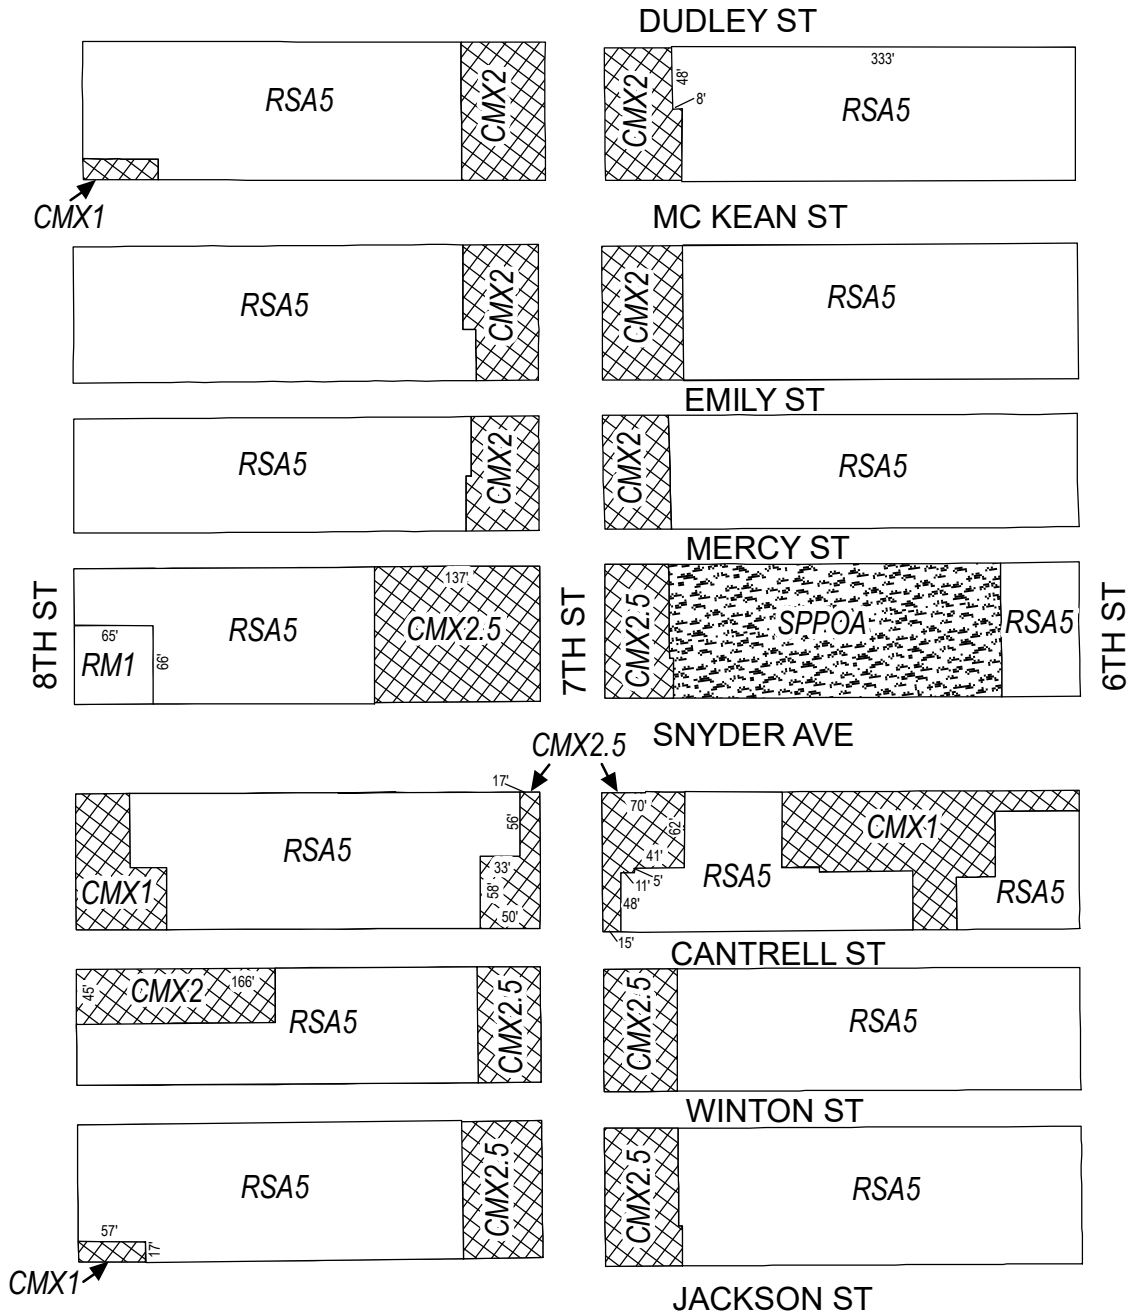 DUDLEY ST
RSA5
CMX2
CMX1
CMX2
48'
8'
333'
RSA5
MC KEAN ST
RSA5
CMX2
CMX2
RSA5
EMILY ST
RSA5
CMX2
CMX2
RSA5
MERCY ST
8TH ST
65'
RM1
66'
RSA5
137'
CMX2.5
7TH ST
CMX2.5
SPPOA
RSA5
6TH ST
SNYDER AVE
CMX2.5
CMX1
RSA5
17'
56'
33'
58'
50'
70'
62'
41'
5'
11'
48'
15'
RSA5
CMX1
RSA5
CANTRELL ST
45'
CMX2
166'
RSA5
CMX2.5
CMX2.5
RSA5
WINTON ST
RSA5
57'
17'
CMX1
CMX2.5
CMX2.5
RSA5
JACKSON ST